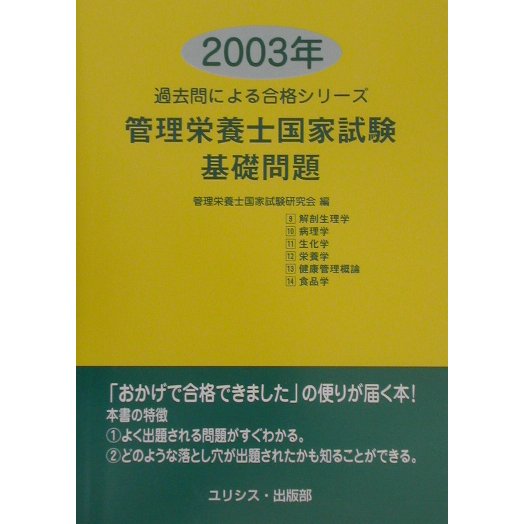 2003年
過去問による合格シリーズ
管理栄養士国家試験
基礎問題
管理栄養士国家試験研究会 編
9 解剖生理学
10 病理学
11 生化学
12 栄養学
13 健康管理概論
14 食品学
「おかげで合格できました」の便りが届く本!
本書の特徴
①よく出題される問題がすぐわかる。
②どのような落とし穴が出題されたかも知ることができる。
ユリシス・出版部